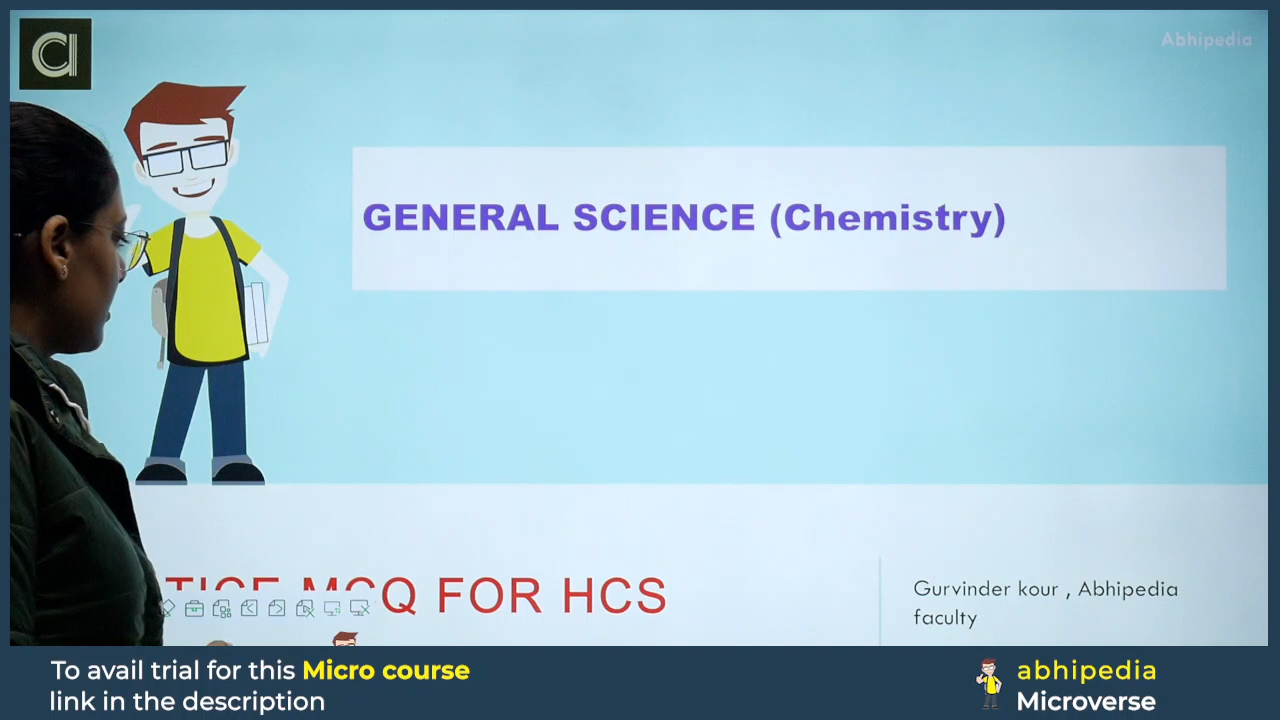 Abhipedia
GENERAL SCIENCE (Chemistry)
MCQ FOR HCS
Gurvinder kour , Abhipedia
faculty
To avail trial for this Micro course
link in the description
abhipedia
Microverse